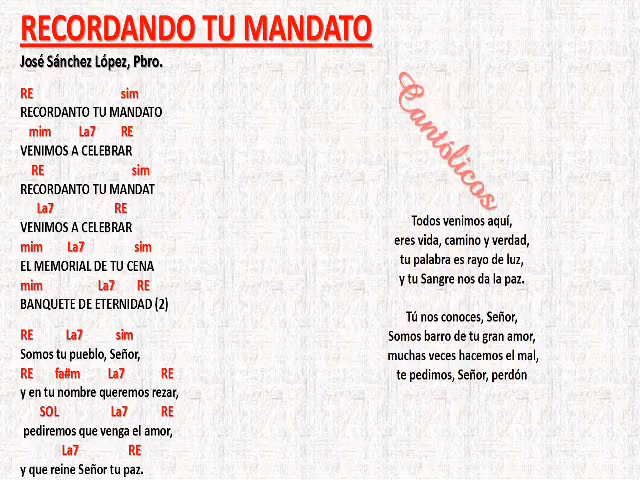 RECORDANDO TU MANDATO
José Sánchez López, Pbro.
RE sim
RECORDANTO TU MANDATO
mim La7 RE
VENIMOS A CELEBRAR
RE sim
RECORDANTO TU MANDAT
La7 RE
VENIMOS A CELEBRAR
mim La7 sim
EL MEMORIAL DE TU CENA
mim La7 RE
BANQUETE DE ETERNIDAD (2)
RE La7 sim
Somos tu pueblo, Señor,
RE fa#m La7 RE
y en tu nombre queremos rezar,
SOL La7 RE
pediremos que venga el amor,
La7 RE
y que reine Señor tu paz.
Cantólicos
Todos venimos aquí,
eres vida, camino y verdad,
tu palabra es rayo de luz,
y tu Sangre nos da la paz.
Tú nos conoces, Señor,
Somos barro de tu gran amor,
muchas veces hacemos el mal,
te pedimos, Señor, perdón